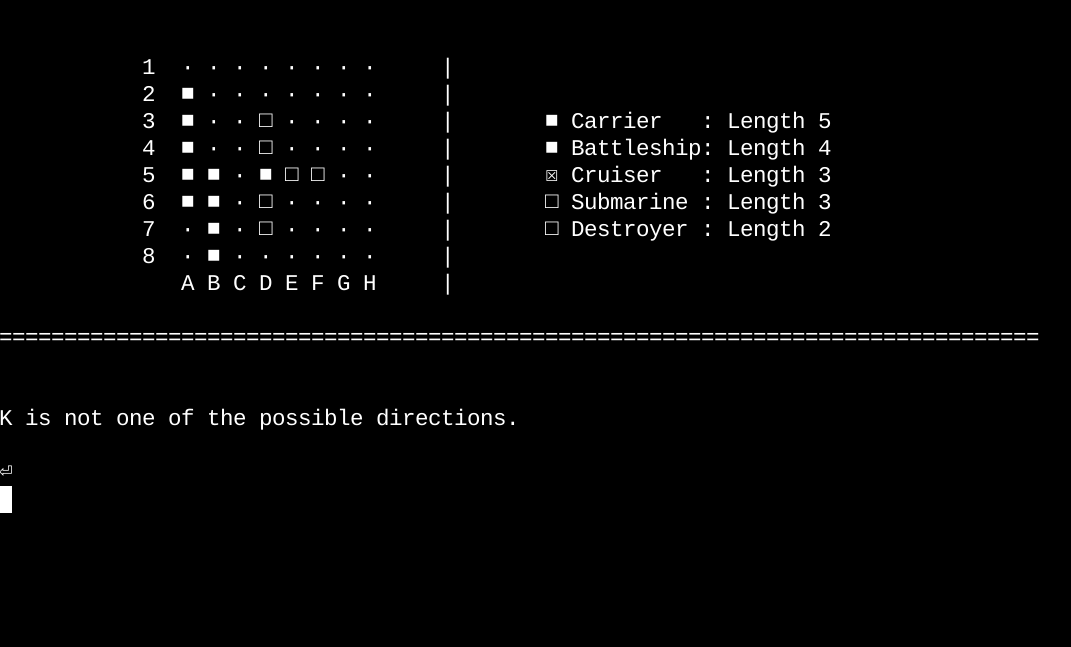 1 · · · · · · · · |
2 ■ · · · · · · · |
3 ■ · · □ · · · · | ■ Carrier : Length 5
4 ■ · · □ · · · · | ■ Battleship: Length 4
5 ■ ■ · ■ □ □ · · | ☒ Cruiser : Length 3
6 ■ ■ · □ · · · · | □ Submarine : Length 3
7 · ■ · □ · · · · | □ Destroyer : Length 2
8 · ■ · · · · · · |
A B C D E F G H |
================================================================================
K is not one of the possible directions.
⏎